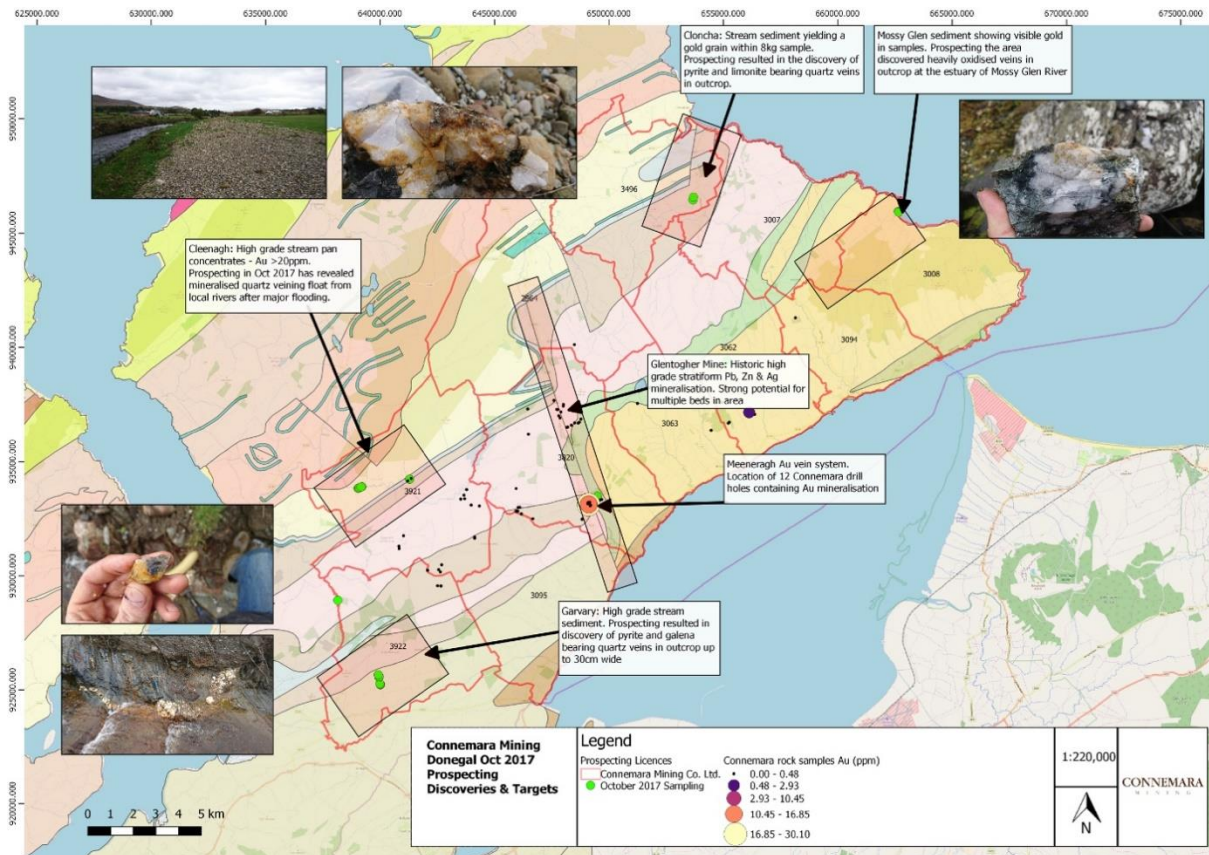 625000.000
630000.000
635000.000
640000.000
645000.000
650000.000
655000.000
660000.000
665000.000
670000.000
675000.000
950000.000
945000.000
940000.000
935000.000
930000.000
925000.000
920000.000
Cloncha: Stream sediment yielding a
gold grain within 8kg sample.
Prospecting resulted in the discovery of
pyrite and limonite bearing quartz veins
in outcrop.
Mossy Glen sediment showing visible gold
in samples. Prospecting the area
discovered heavily oxidised veins in
outcrop at the estuary of Mossy Glen River
Cleenagh: High grade stream pan
concentrates - Au >20ppm.
Prospecting in Oct 2017 has revealed
mineralised quartz veining float from
local rivers after major flooding.
Glentogher Mine: Historic high
grade stratiform Pb, Zn & Ag
mineralisation. Strong potential for
multiple beds in area
Meeneragh Au vein system.
Location of 12 Connemara drill
holes containing Au mineralisation
Garvary: High grade stream
sediment. Prospecting resulted in
discovery of pyrite and galena
bearing quartz veins in outcrop up
to 30cm wide
3496
3007
3008
3094
3062
3063
3921
3095
3922
0 1 2 3 4 5 km
Connemara Mining
Donegal Oct 2017
Prospecting
Discoveries & Targets
Legend
Prospecting Licences
Connemara Mining Co. Ltd.
October 2017 Sampling
Connemara rock samples Au (ppm)
0.00 - 0.48
0.48 - 2.93
2.93 - 10.45
10.45 - 16.85
16.85 - 30.10
1:220,000
N
CONNEMARA
MINING